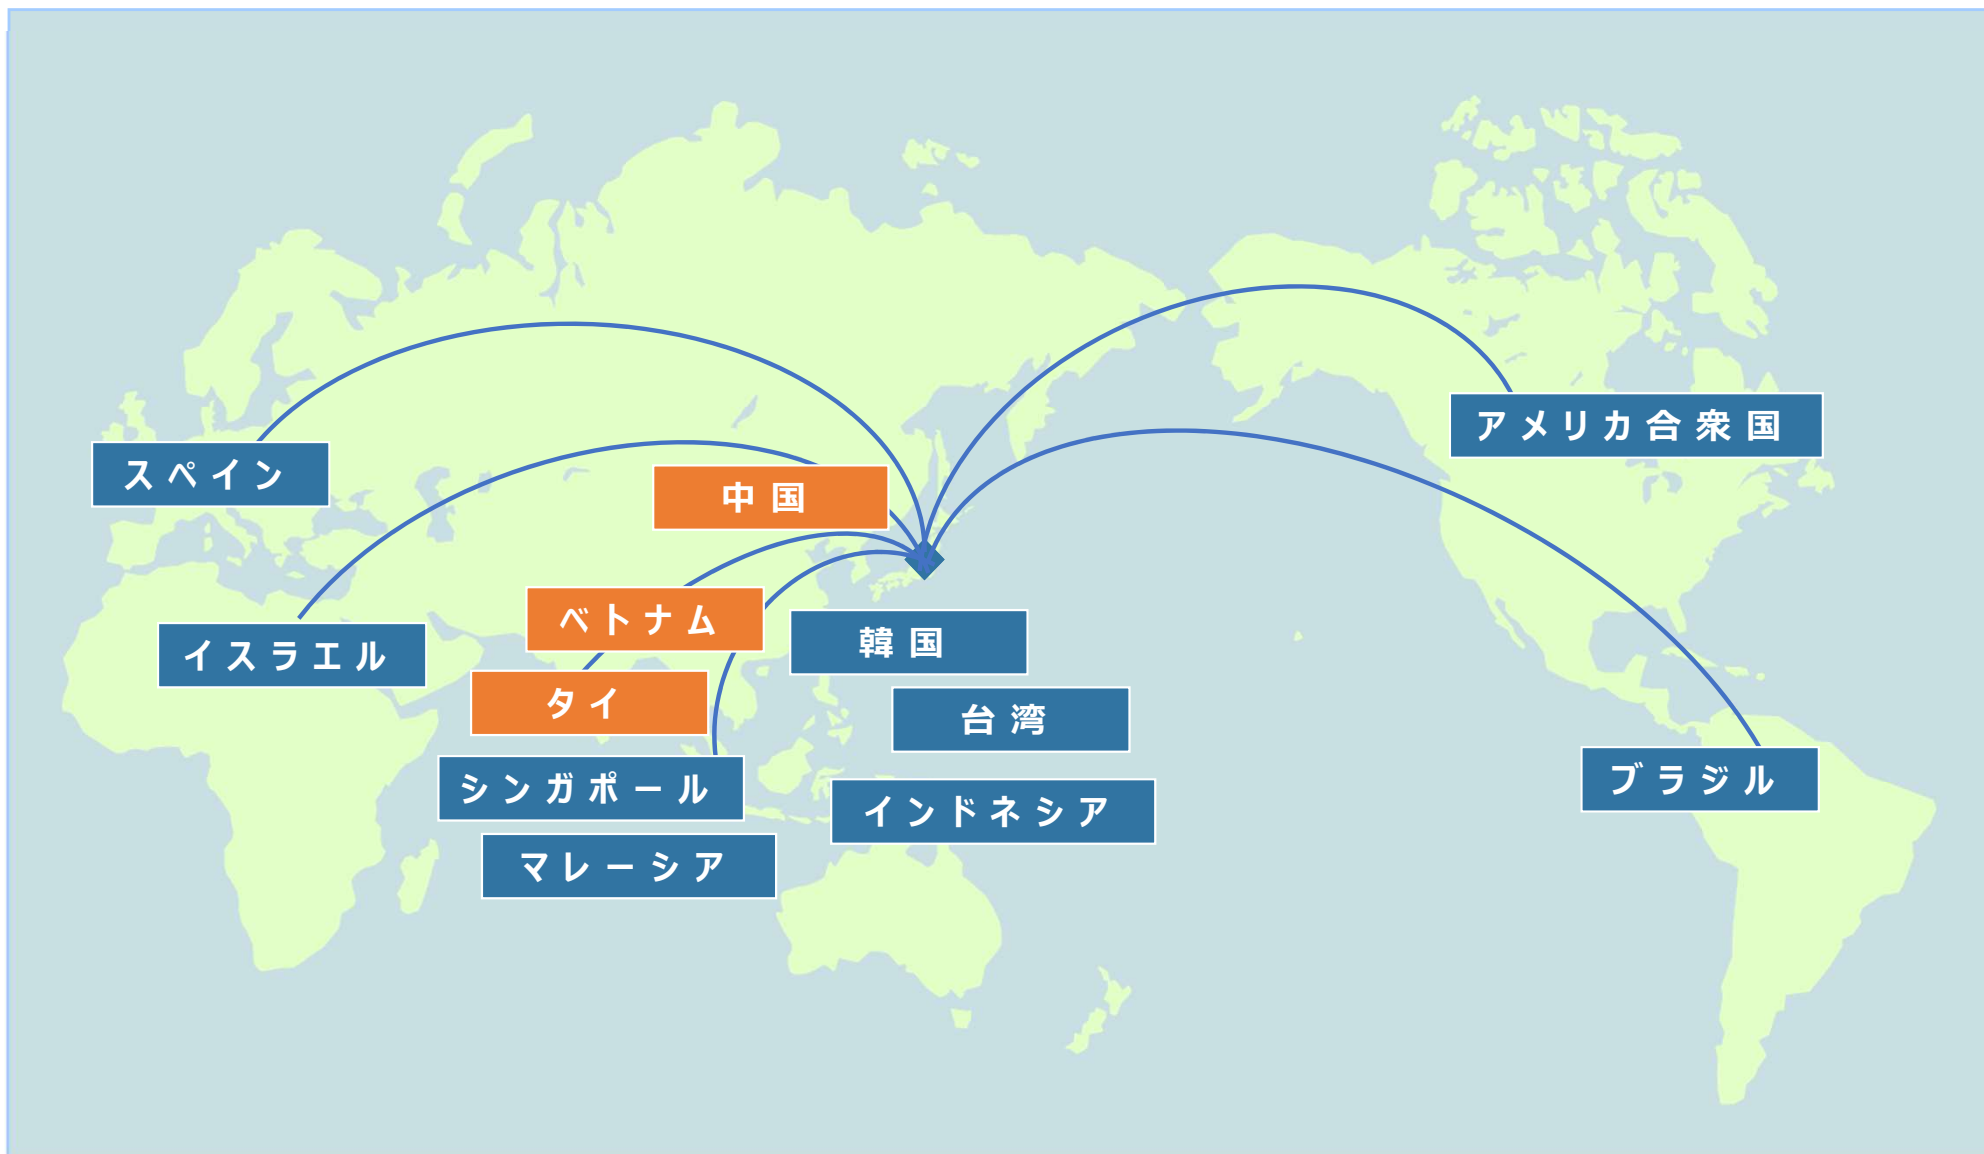 アメリカ合衆国
スペイン
中国
ベトナム
韓国
イスラエル
タイ
台湾
シンガポール
ブラジル
インドネシア
マレーシア